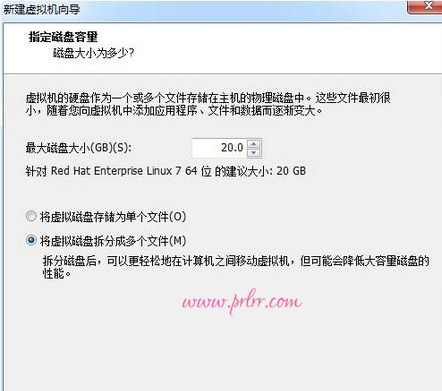 新建虚拟机向导
指定磁盘容量
磁盘大小为多少?
虚拟机的硬盘作为一个或多个文件存储在主机的物理磁盘中。这些文件最初很
小，随着您向虚拟机中添加应用程序、文件和数据而逐渐变大。
最大磁盘大小(GB)(S): 20.0
针对 Red Hat Enterprise Linux 7 64 位 的建议大小: 20 GB
将虚拟磁盘存储为单个文件(O)
将虚拟磁盘拆分成多个文件(M)
拆分磁盘后，可以更轻松地在计算机之间移动虚拟机，但可能会降低大容量磁盘的
性能。
www.prlrr.com